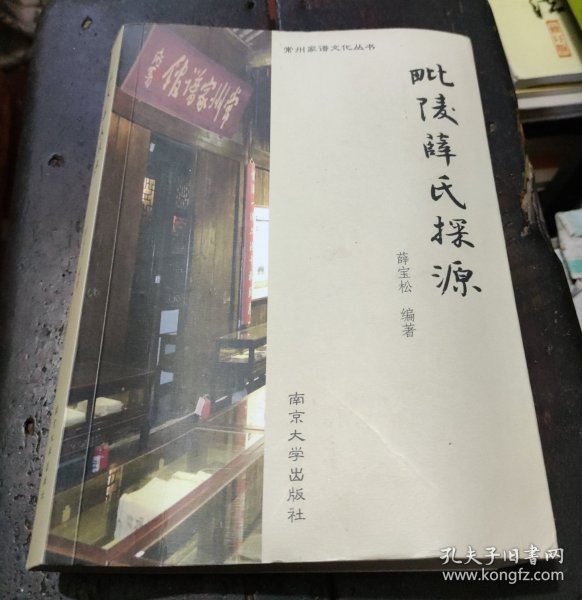 常州家谱文化丛书
毗陵薛氏探源
薛宝松 编著
南京大学出版社
常州家谱馆
孔夫子旧书网
www.kongfz.com